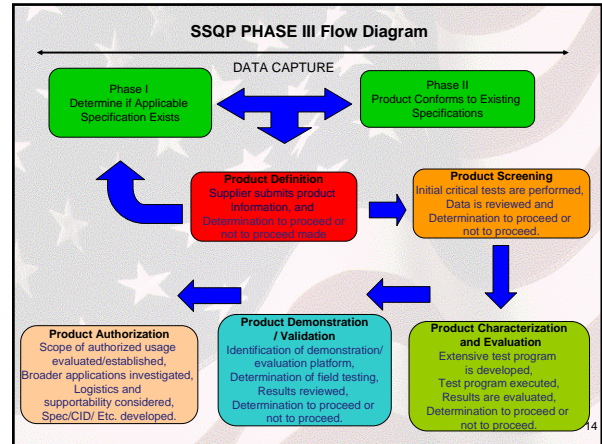 SSQP PHASE III Flow Diagram
DATA CAPTURE
Phase I
Determine if Applicable
Specification Exists
Phase II
Product Conforms to Existing
Specifications
Product Definition
Supplier submits product
Information, and
Determination to proceed or
not to proceed made
Product Screening
Initial critical tests are performed,
Data is reviewed and
Determination to proceed or
not to proceed.
Product Authorization
Scope of authorized usage
evaluated/established,
Broader applications investigated,
Logistics and
supportability considered,
Spec/CID/ Etc. developed.
Product Demonstration
/ Validation
Identification of demonstration/
evaluation platform,
Determination of field testing,
Results reviewed,
Determination to proceed or
not to proceed.
Product Characterization
and Evaluation
Extensive test program
is developed,
Test program executed,
Results are evaluated,
Determination to proceed or
not to proceed.
14